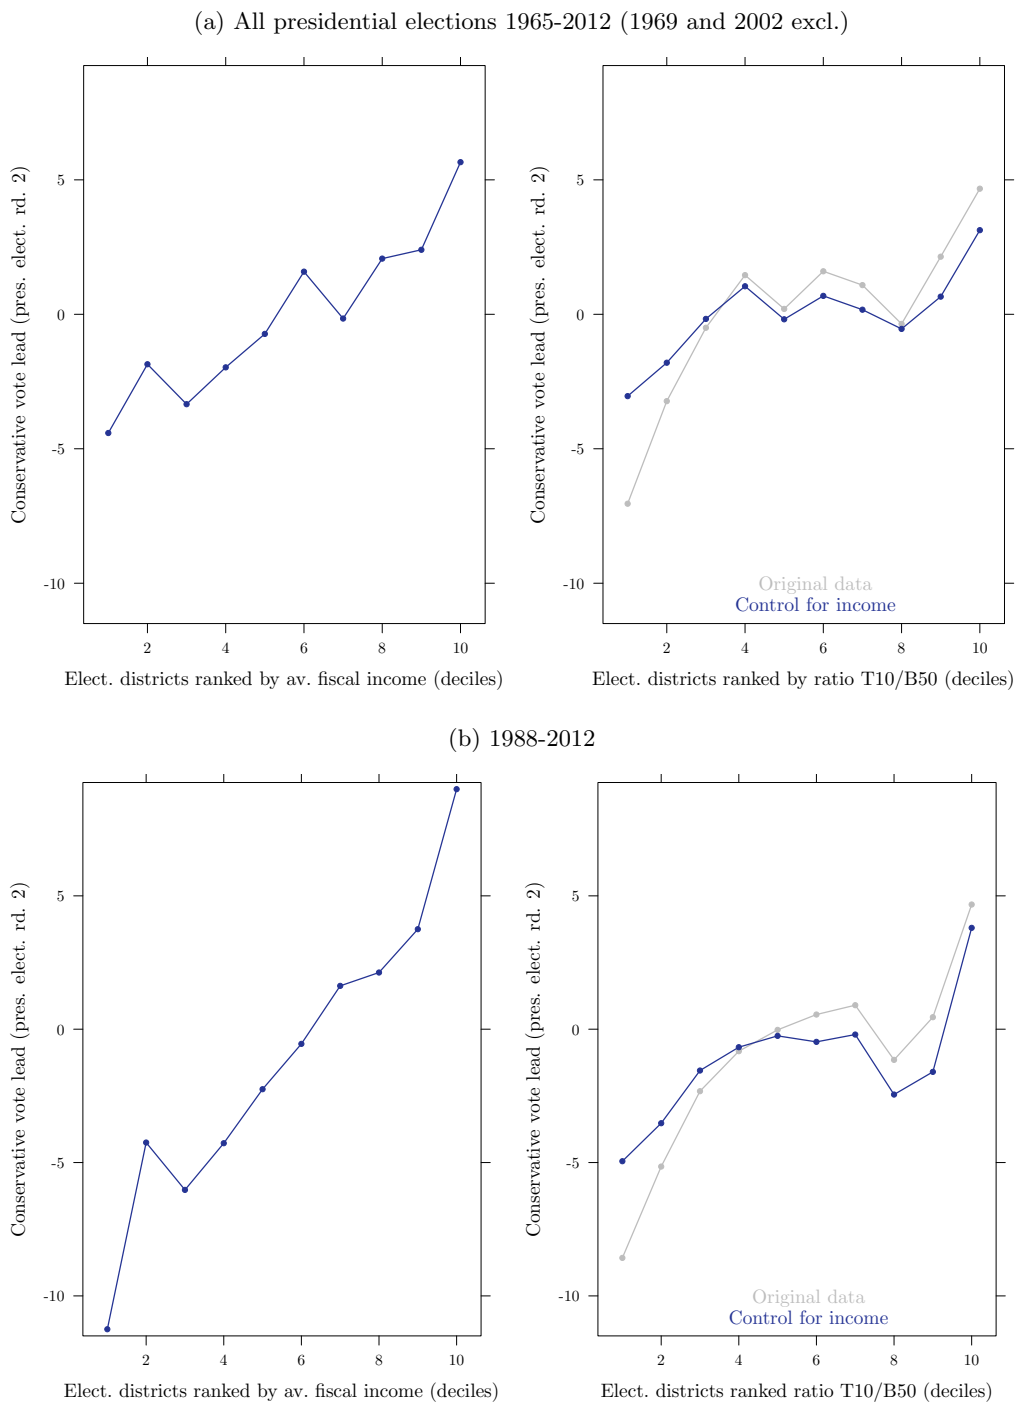 (a) All presidential elections 1965-2012 (1969 and 2002 excl.)
Conservative vote lead (pres. elect. rd. 2)
5
0
-5
-10
2 4 6 8 10
Elect. districts ranked by av. fiscal income (deciles)
Conservative vote lead (pres. elect. rd. 2)
5
0
-5
-10
Original data
Control for income
2 4 6 8 10
Elect. districts ranked by ratio T10/B50 (deciles)
(b) 1988-2012
Conservative vote lead (pres. elect. rd. 2)
5
0
-5
-10
2 4 6 8 10
Elect. districts ranked by av. fiscal income (deciles)
Conservative vote lead (pres. elect. rd. 2)
5
0
-5
-10
Original data
Control for income
2 4 6 8 10
Elect. districts ranked ratio T10/B50 (deciles)